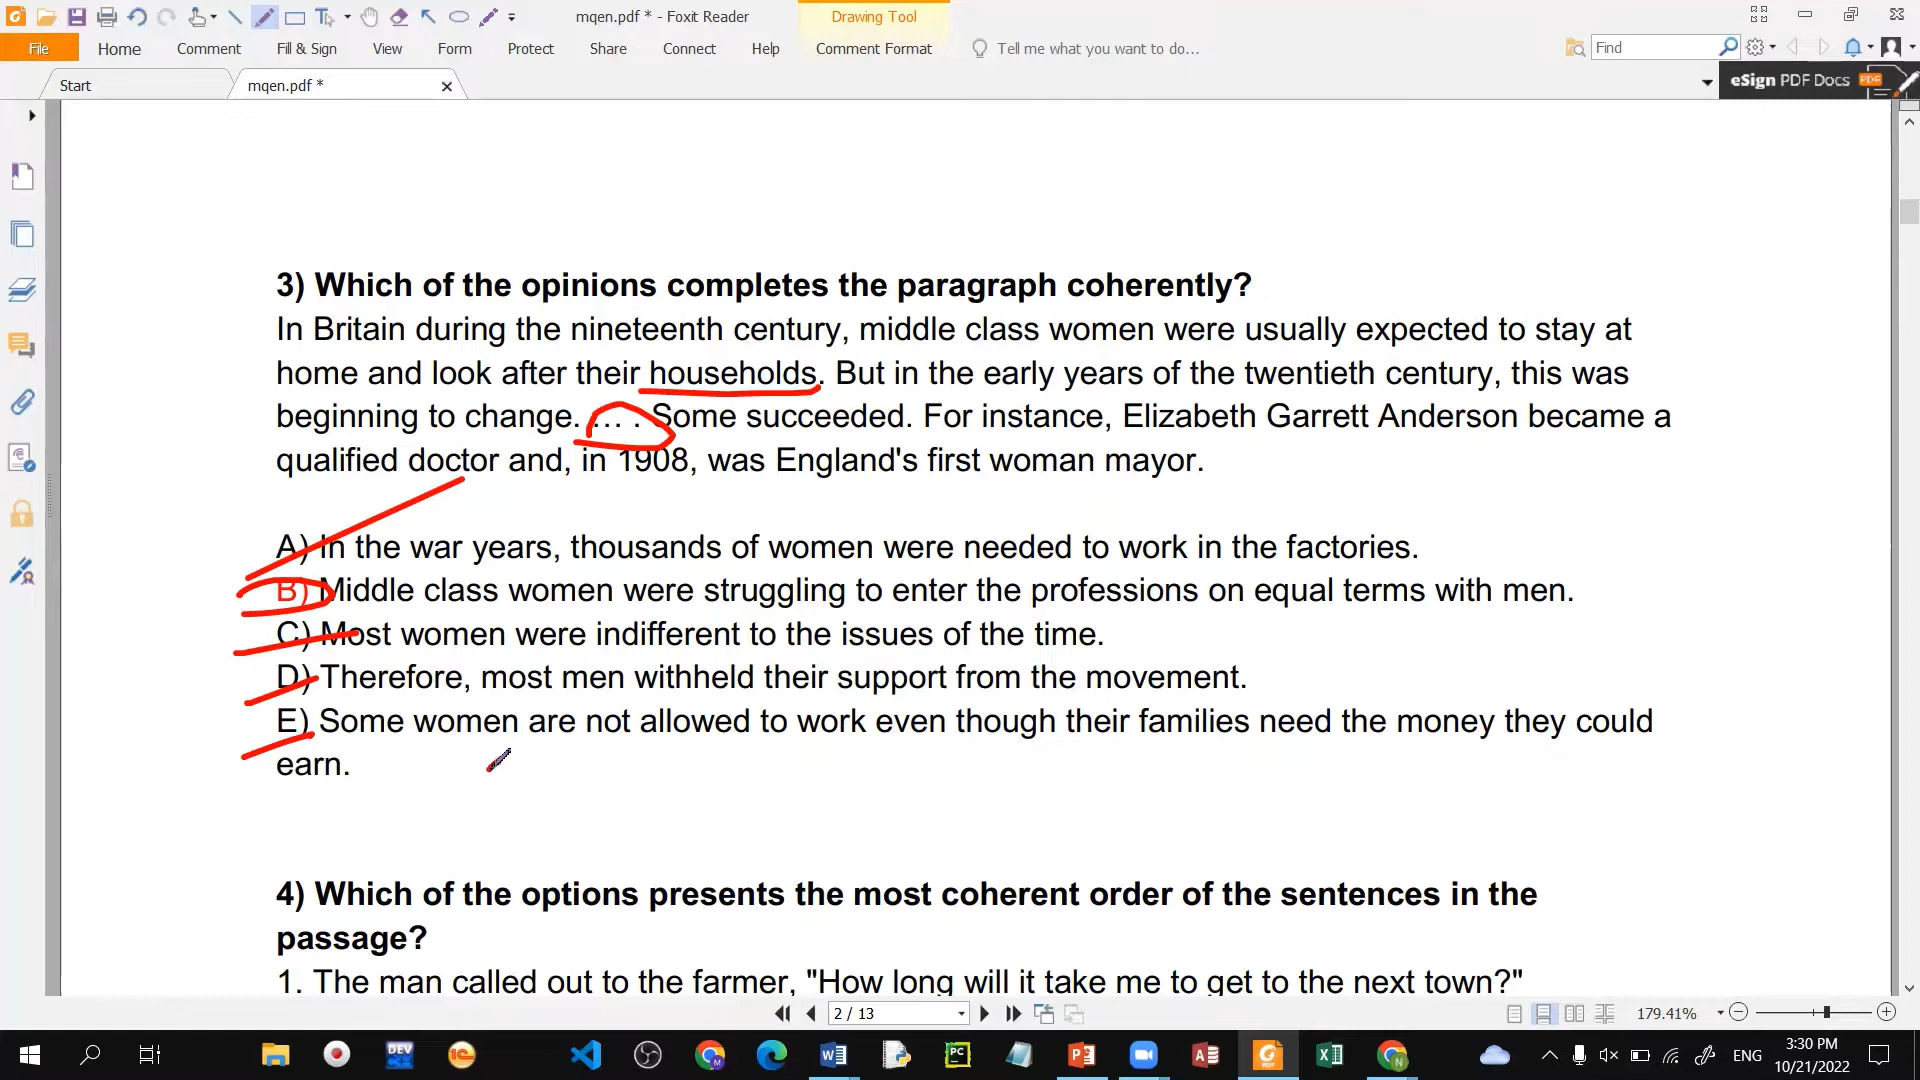 mqen.pdf * - Foxit Reader
Drawing Tool
File
Home
Comment
Fill & Sign
View
Form
Protect
Share
Connect
Help
Comment Format
Tell me what you want to do...
Find
Start
mqen.pdf *
eSign PDF Docs
3) Which of the opinions completes the paragraph coherently?
In Britain during the nineteenth century, middle class women were usually expected to stay at
home and look after their households. But in the early years of the twentieth century, this was
beginning to change. ... . Some succeeded. For instance, Elizabeth Garrett Anderson became a
qualified doctor and, in 1908, was England's first woman mayor.
A) In the war years, thousands of women were needed to work in the factories.
B) Middle class women were struggling to enter the professions on equal terms with men.
C) Most women were indifferent to the issues of the time.
D) Therefore, most men withheld their support from the movement.
E) Some women are not allowed to work even though their families need the money they could
earn.
4) Which of the options presents the most coherent order of the sentences in the
passage?
1. The man called out to the farmer, "How long will it take me to get to the next town?"
2 / 13
179.41%
ENG
3:30 PM
10/21/2022